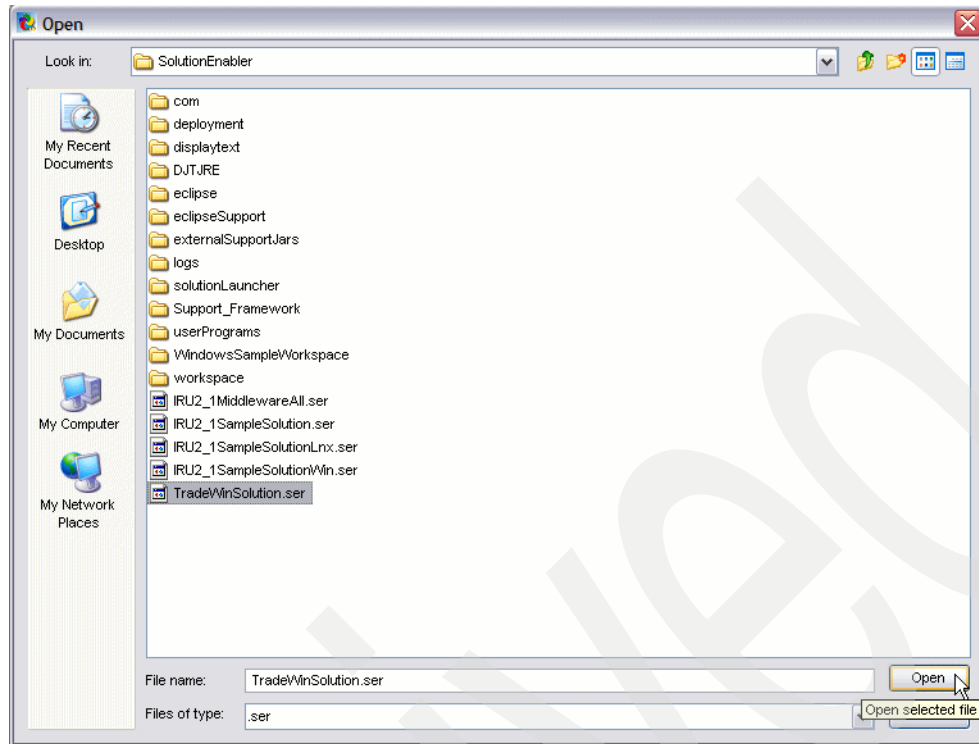 Open
Look in:
SolutionEnabler
My Recent
Documents
Desktop
My Documents
My Computer
My Network
Places
com
deployment
displaytext
DJTJRE
eclipse
eclipseSupport
externalSupportJars
logs
solutionLauncher
Support_Framework
userPrograms
WindowsSampleWorkspace
workspace
IRU2_1MiddlewareAll.ser
IRU2_1SampleSolution.ser
IRU2_1SampleSolutionLnx.ser
IRU2_1SampleSolutionWin.ser
TradeWinSolution.ser
File name:
TradeWinSolution.ser
Open
Files of type:
.ser
Open selected file